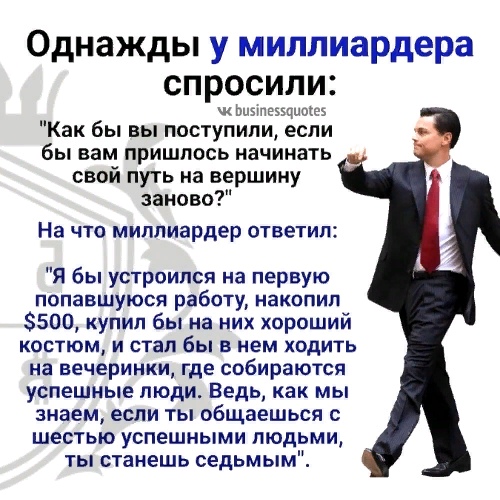 Однажды у миллиардера
спросили:
businessquotes
"Как бы вы поступили, если
бы вам пришлось начинать
свой путь на вершину
заново?"
На что миллиардер ответил:
"Я бы устроился на первую
попавшуюся работу, накопил
$500, купил бы на них хороший
костюм, и стал бы в нем ходить
на вечеринки, где собираются
успешные люди. Ведь, как мы
знаем, если ты общаешься с
шестью успешными людьми,
ты станешь седьмым".